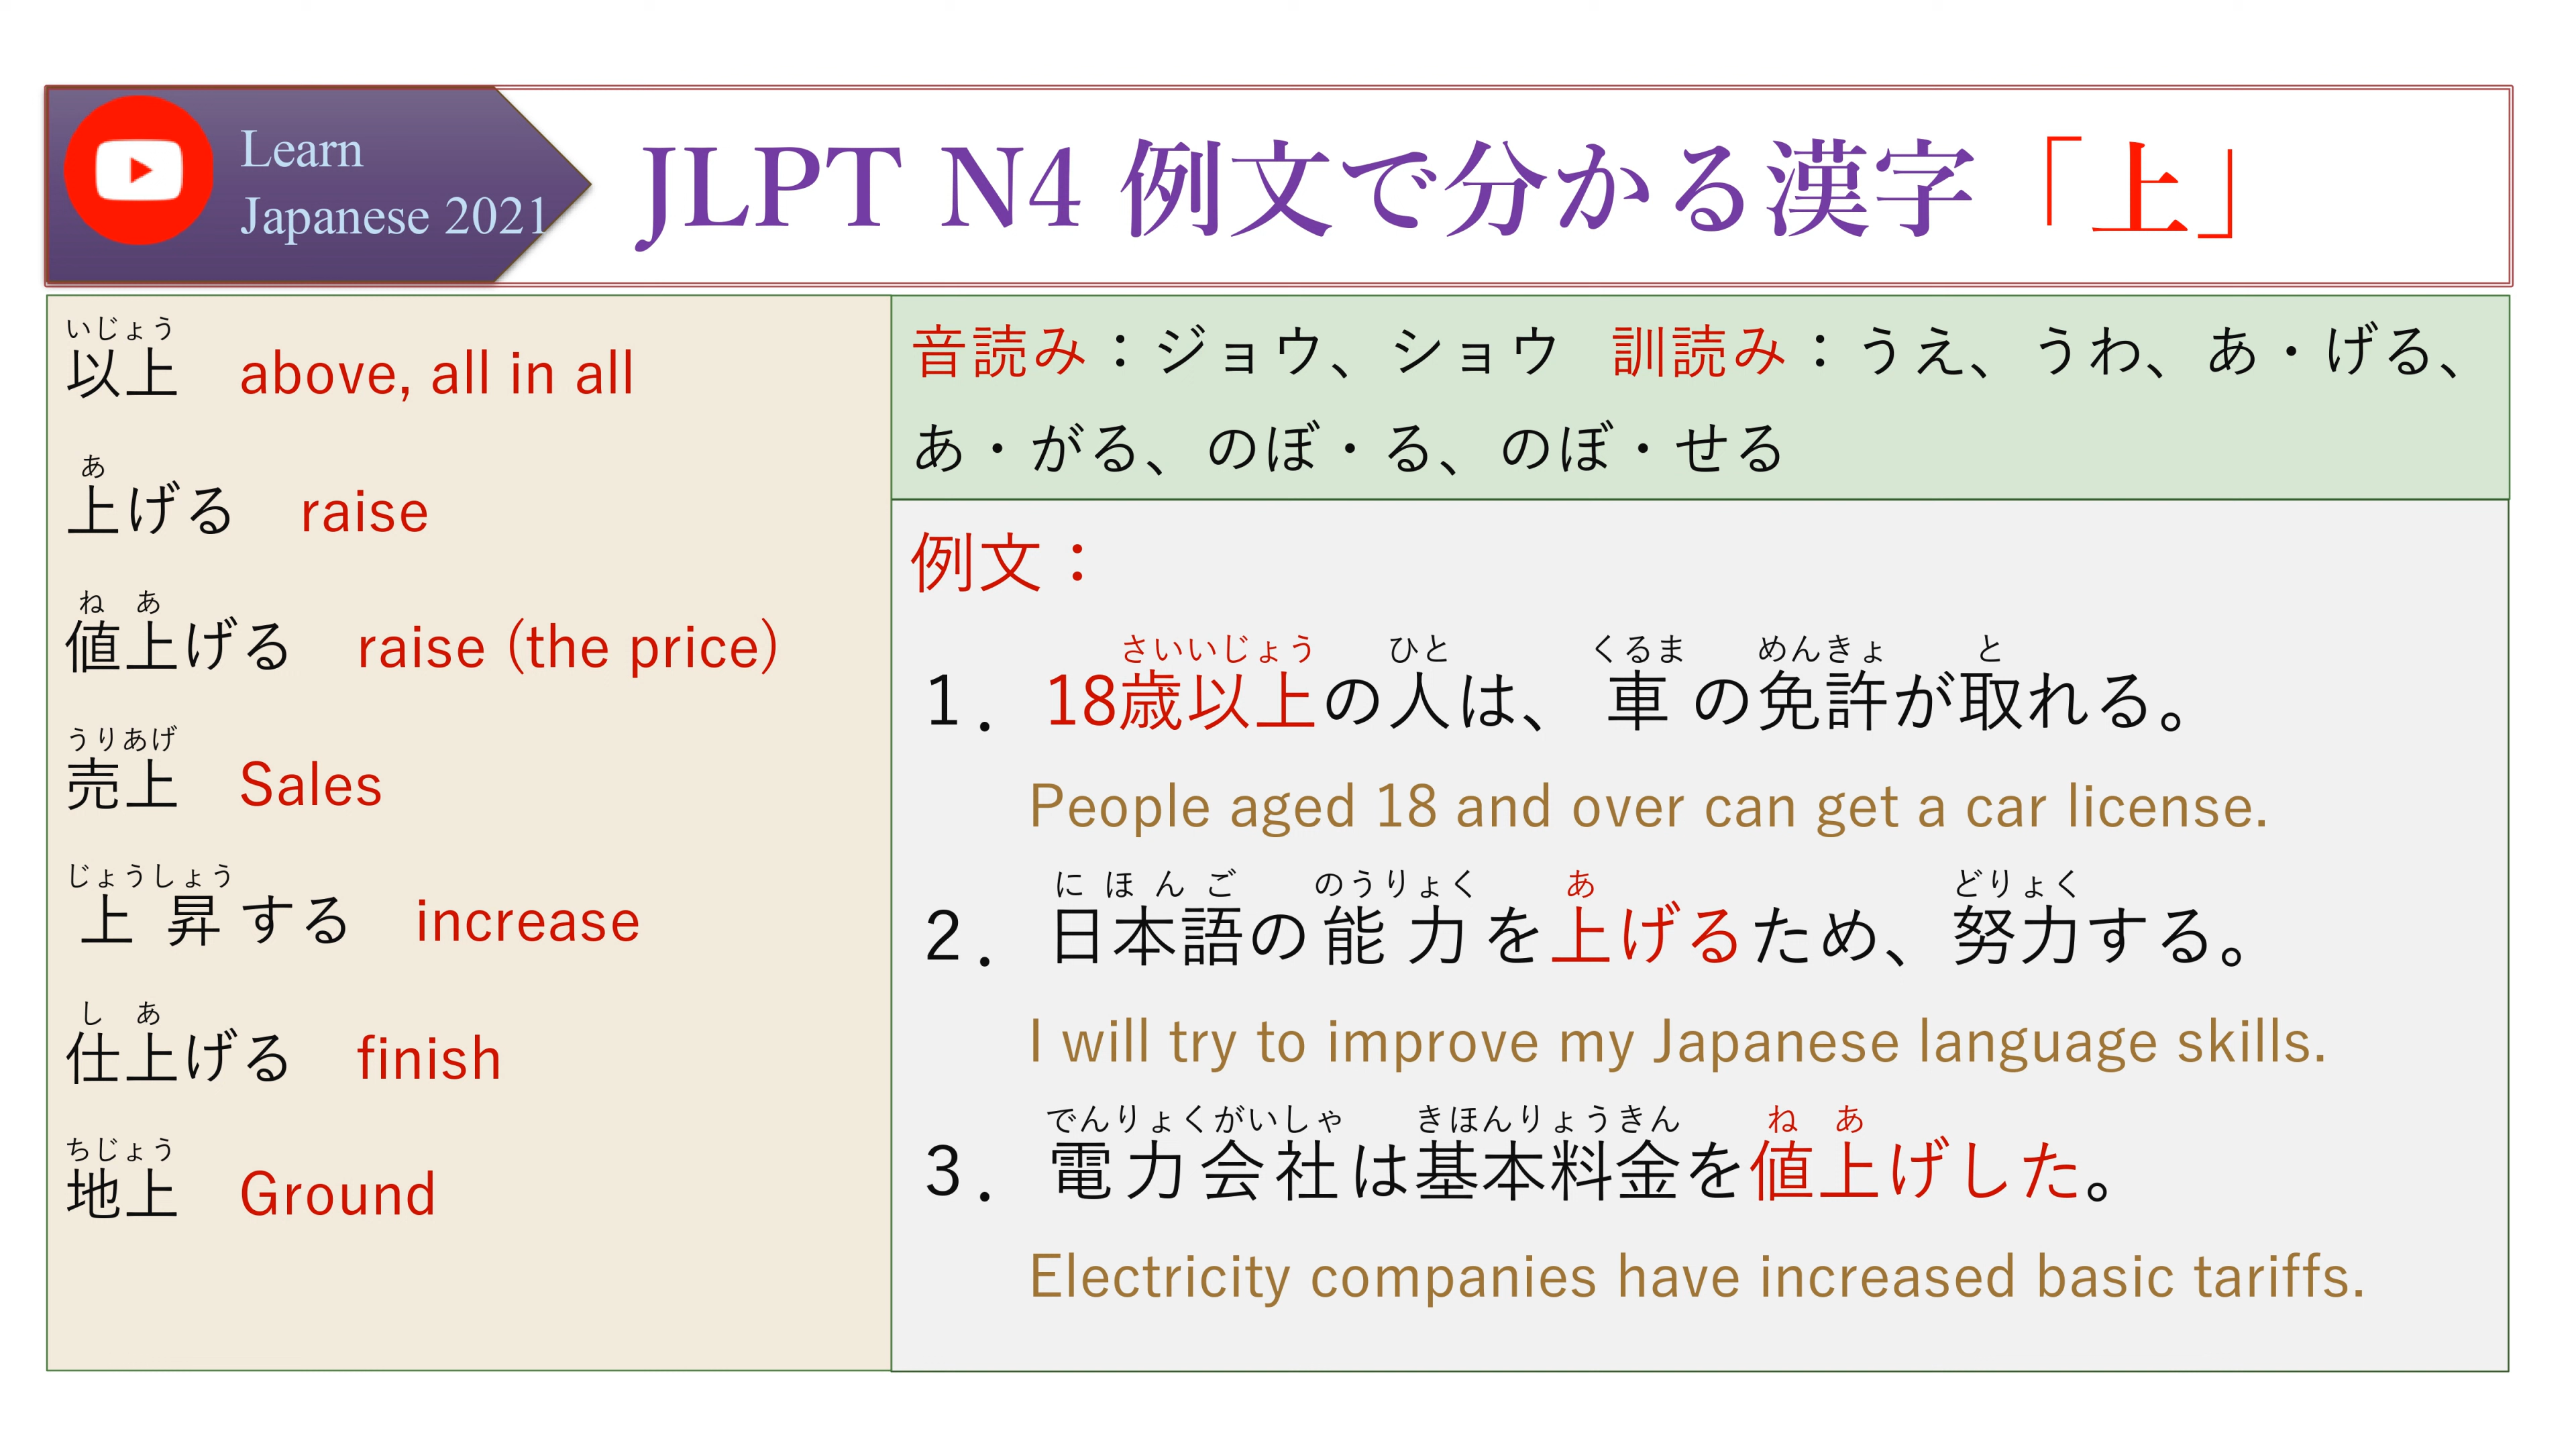 Learn
Japanese 2021
JLPT N4 例文で分かる漢字「上」
いじょう
以上 above, all in all
あ
上げる raise
ね あ
値上げる raise (the price)
うりあげ
売上 Sales
じょうしょう
上昇する increase
し あ
仕上げる finish
ちじょう
地上 Ground
音読み：ジョウ、ショウ 訓読み：うえ、うわ、あ・げる、
あ・がる、のぼ・る、のぼ・せる
例文：
さいいじょう ひと くるま めんきょ と
1． 18歳以上の人は、車の免許が取れる。
People aged 18 and over can get a car license.
にほんご のうりょく あ どりょく
2． 日本語の能力を上げるため、努力する。
I will try to improve my Japanese language skills.
でんりょくがいしゃ きほんりょうきん ね あ
3． 電力会社は基本料金を値上げした。
Electricity companies have increased basic tariffs.